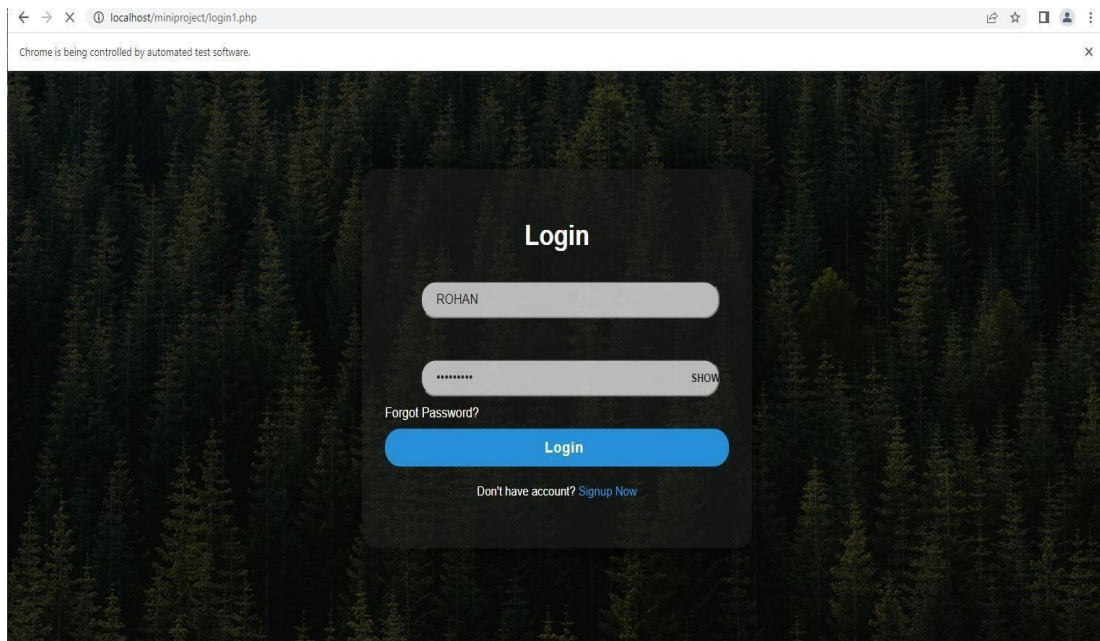 localhost/miniproject/login1.php
Chrome is being controlled by automated test software.
Login
ROHAN
•••••••••
SHOW
Forgot Password?
Login
Don't have account? Signup Now